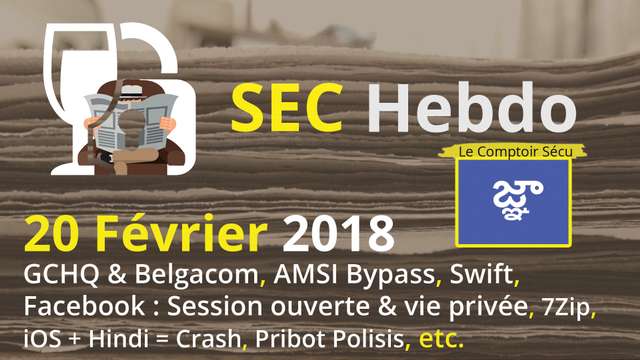 SEC Hebdo
Le Comptoir Sécu
జ్ఞా
20 Février 2018
GCHQ & Belgacom, AMSI Bypass, Swift,
Facebook : Session ouverte & vie privée, 7Zip,
iOS + Hindi = Crash, Pribot Polisis, etc.